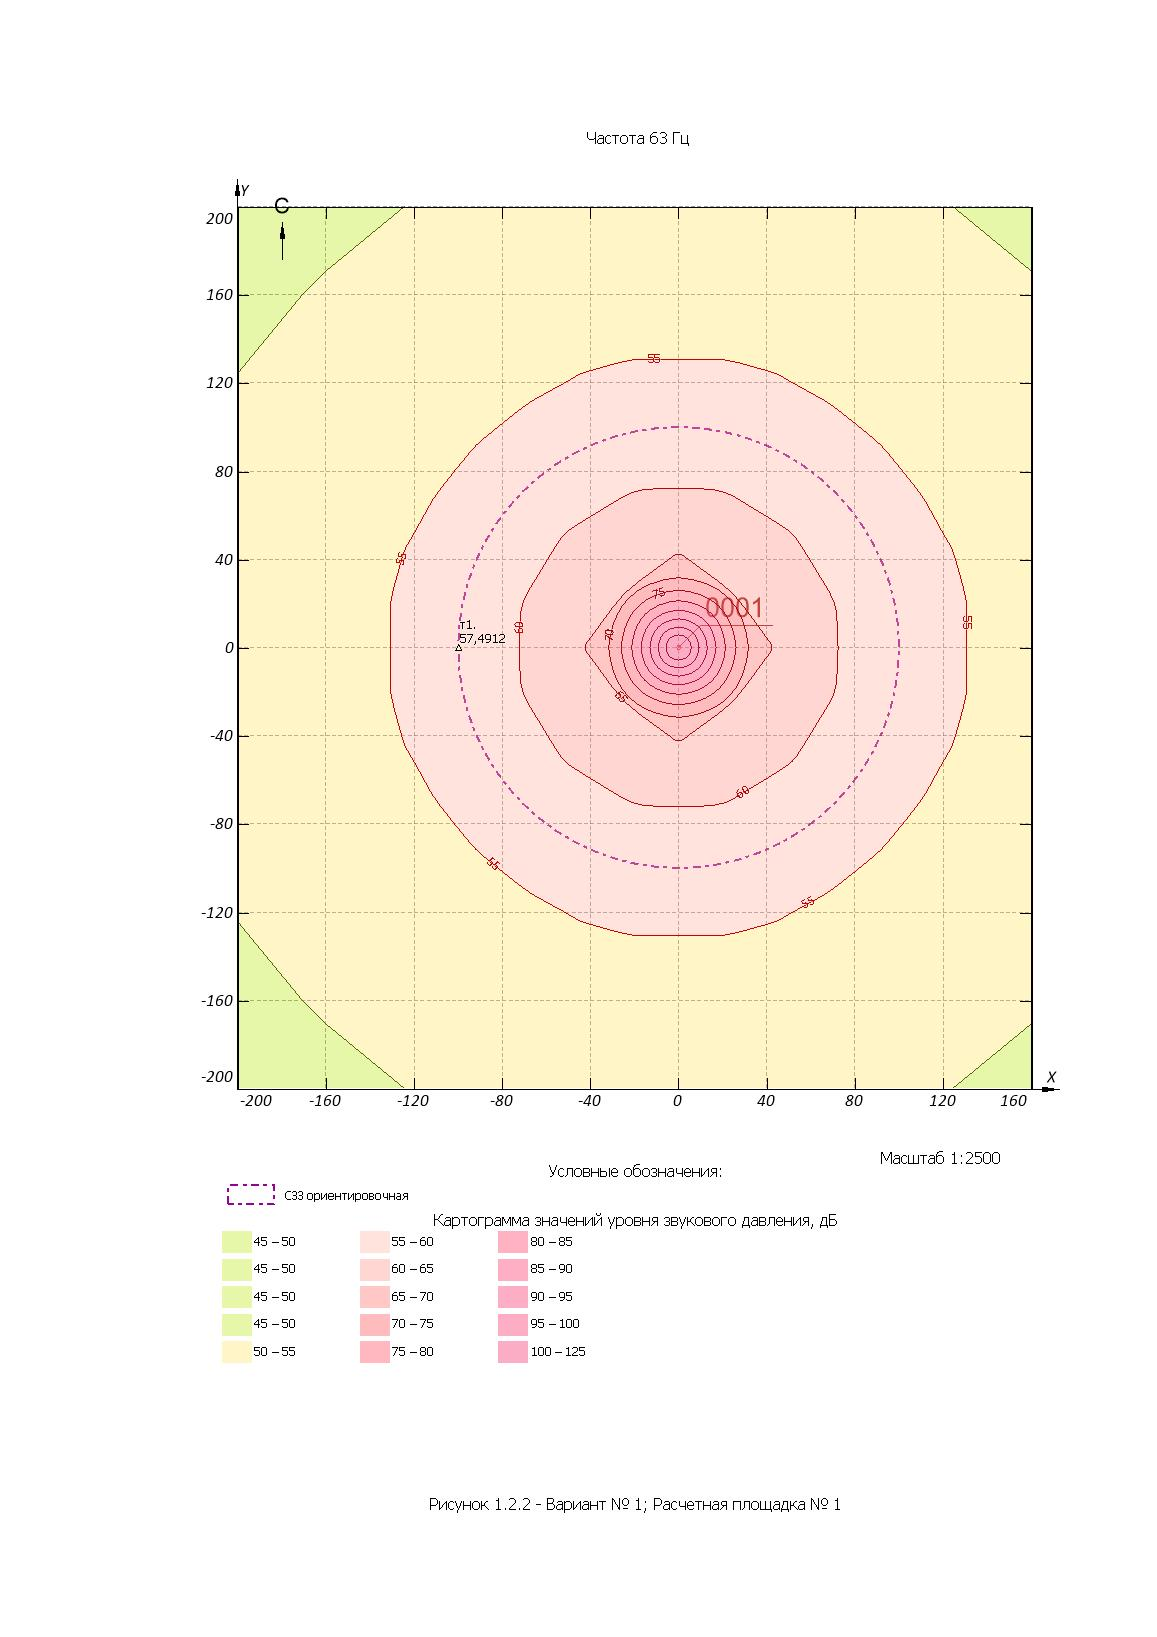 Частота 63 Гц
Y
С
200
160
120
80
40
0
-40
-80
-120
-160
-200
55
55
75
0001
т1.
57,4912
60
70
55
65
60
55
55
X
-200 -160 -120 -80 -40 0 40 80 120 160
Масштаб 1:2500
Условные обозначения:
СЗЗ ориентировочная
Картограмма значений уровня звукового давления, дБ
45 – 50 55 – 60 80 – 85
45 – 50 60 – 65 85 – 90
45 – 50 65 – 70 90 – 95
45 – 50 70 – 75 95 – 100
50 – 55 75 – 80 100 – 125
Рисунок 1.2.2 - Вариант № 1; Расчетная площадка № 1